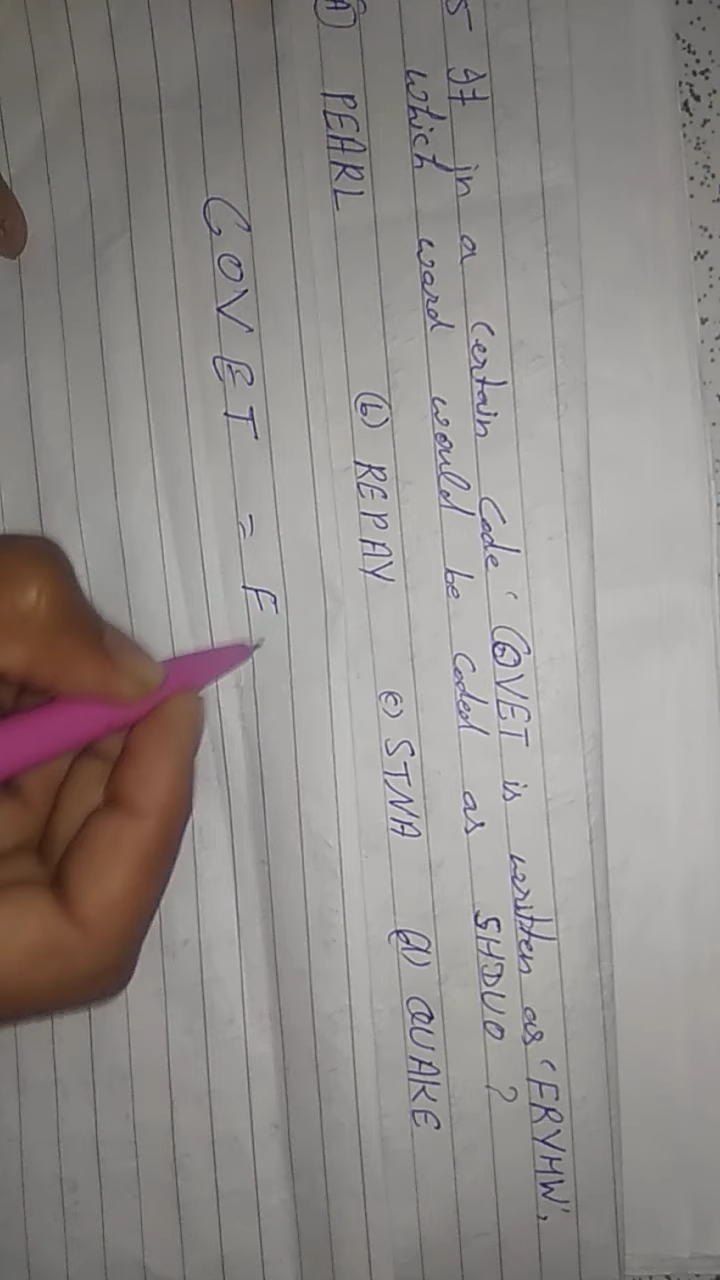 5 If in a certain Code' COVET is written as 'FRYHW',
which word would be Coded as SHDUO ?
A) PEARL (b) REPAY c) STNA (d) QUAKE
COVET = F